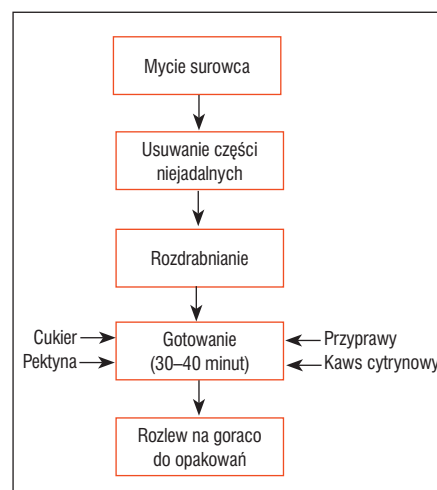 Mycie surowca
Usuwanie części
niejadalnych
Rozdrabnianie
Cukier
Pektyna
Gotowanie
(30–40 minut)
Przyprawy
Kaws cytrynowy
Rozlew na goraco
do opakowań